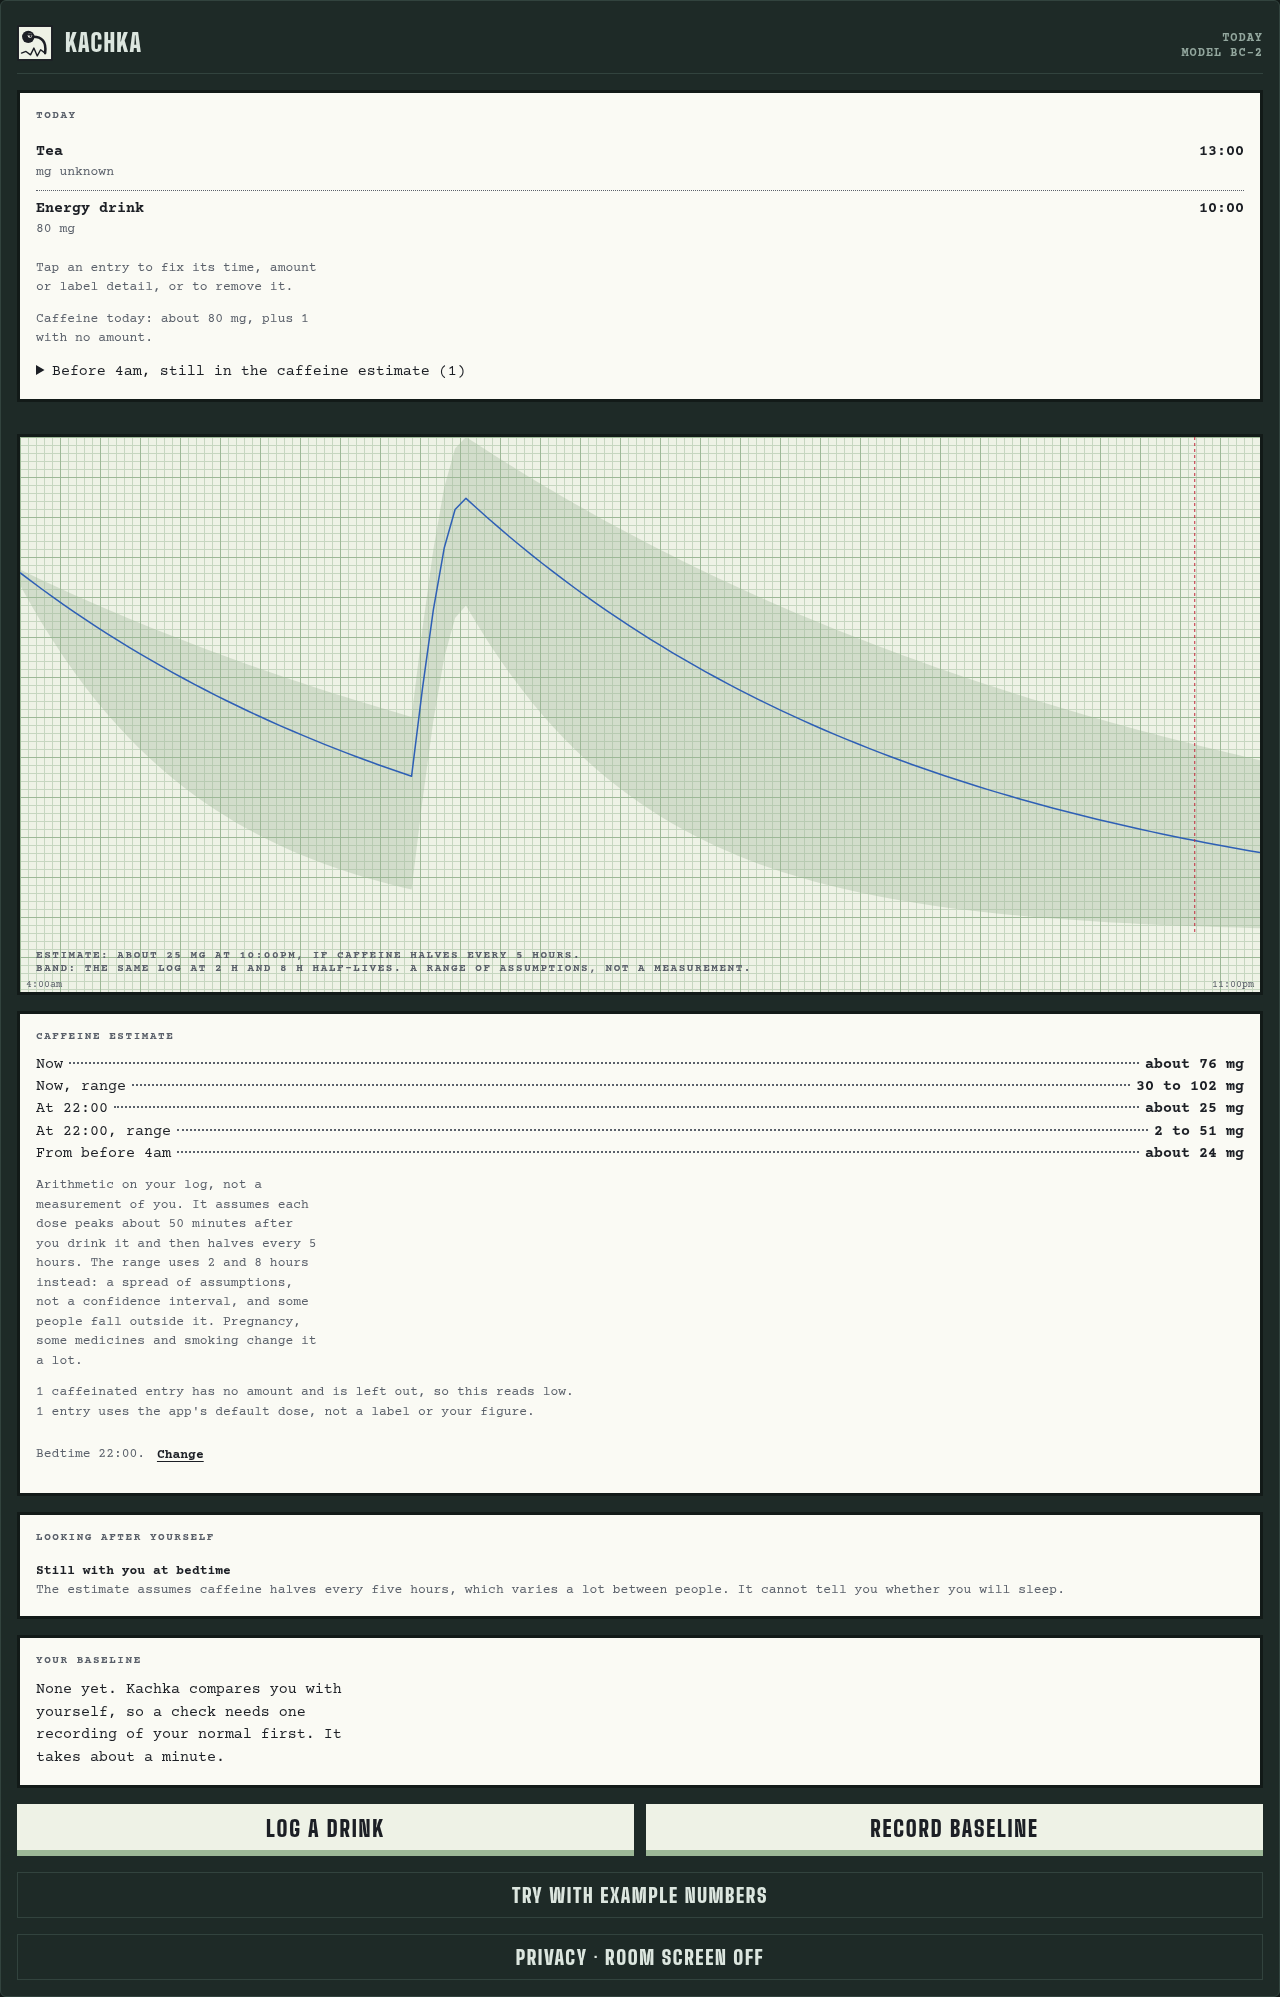 KACHKA
TODAY
MODEL BC-2
TODAY
Tea 13:00
mg unknown
Energy drink 10:00
80 mg
Tap an entry to fix its time, amount
or label detail, or to remove it.
Caffeine today: about 80 mg, plus 1
with no amount.
▶ Before 4am, still in the caffeine estimate (1)
ESTIMATE: ABOUT 25 MG AT 10:00PM, IF CAFFEINE HALVES EVERY 5 HOURS.
BAND: THE SAME LOG AT 2 H AND 8 H HALF-LIVES. A RANGE OF ASSUMPTIONS, NOT A MEASUREMENT.
4:00am 11:00pm
CAFFEINE ESTIMATE
Now about 76 mg
Now, range 30 to 102 mg
At 22:00 about 25 mg
At 22:00, range 2 to 51 mg
From before 4am about 24 mg
Arithmetic on your log, not a
measurement of you. It assumes each
dose peaks about 50 minutes after
you drink it and then halves every 5
hours. The range uses 2 and 8 hours
instead: a spread of assumptions,
not a confidence interval, and some
people fall outside it. Pregnancy,
some medicines and smoking change it
a lot.
1 caffeinated entry has no amount and is left out, so this reads low.
1 entry uses the app's default dose, not a label or your figure.
Bedtime 22:00. Change
LOOKING AFTER YOURSELF
Still with you at bedtime
The estimate assumes caffeine halves every five hours, which varies a lot between people. It cannot tell you whether you will sleep.
YOUR BASELINE
None yet. Kachka compares you with
yourself, so a check needs one
recording of your normal first. It
takes about a minute.
LOG A DRINK
RECORD BASELINE
TRY WITH EXAMPLE NUMBERS
PRIVACY · ROOM SCREEN OFF